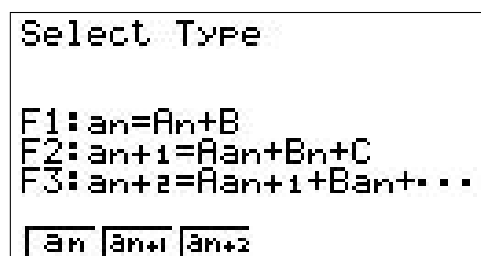 Select Type
F1:an=An+B
F2:an+1=Aan+Bn+C
F3:an+2=Aan+1+Ban+･･･
an an+1 an+2